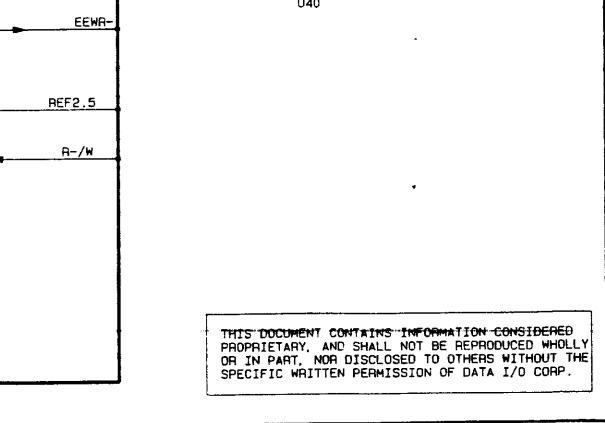 U40
EEWR-
REF2.5
R-/W
THIS DOCUMENT CONTAINS INFORMATION CONSIDERED
PROPRIETARY, AND SHALL NOT BE REPRODUCED WHOLLY
OR IN PART, NOR DISCLOSED TO OTHERS WITHOUT THE
SPECIFIC WRITTEN PERMISSION OF DATA I/O CORP.